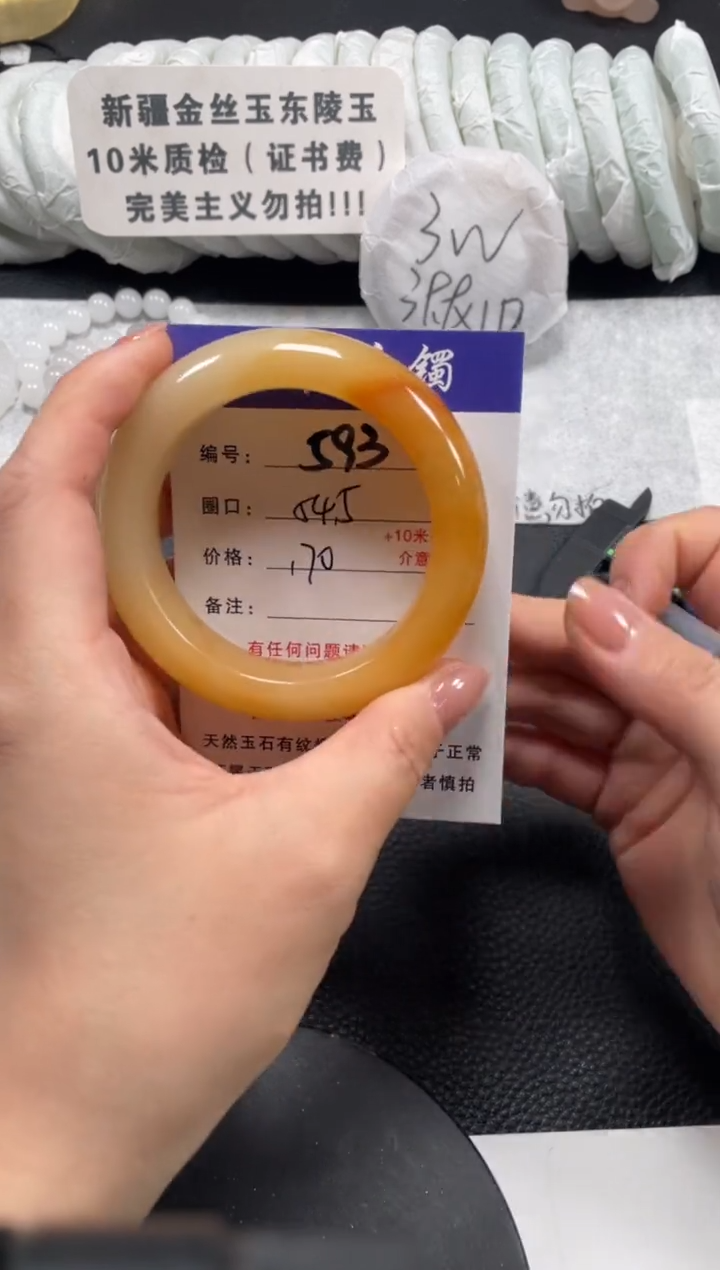 新疆金丝玉东陵玉
10米质检（证书费）
完美主义勿拍!!!
3W
镯
编号: 593
圈口: 54.5
+10米
价格: 170
介意
备注:
有任何问题请
天然玉石有纹 于正常
者慎拍